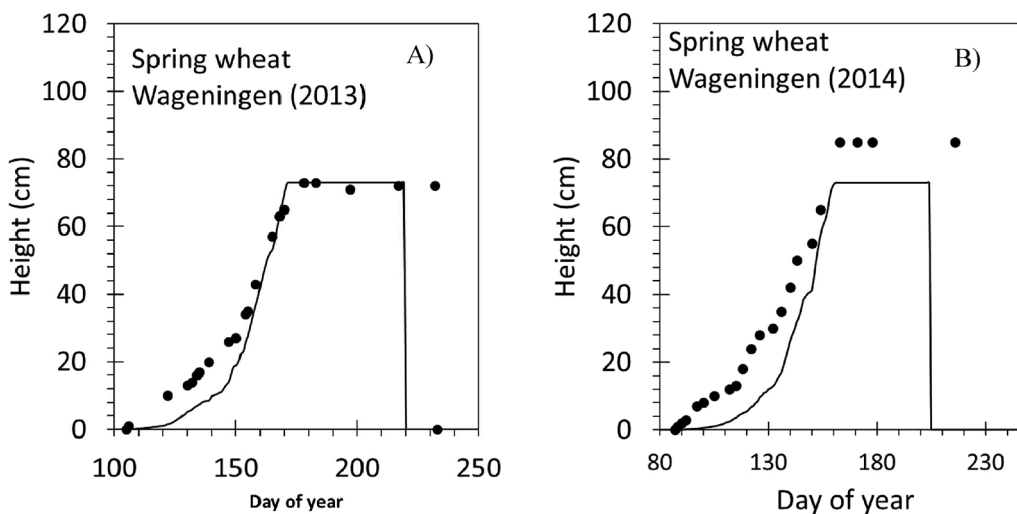 120
100
80
60
40
20
0
Height (cm)
Spring wheat
Wageningen (2013)
A)
100
150
200
250
Day of year
120
100
80
60
40
20
0
Height (cm)
Spring wheat
Wageningen (2014)
B)
80
130
180
230
Day of year